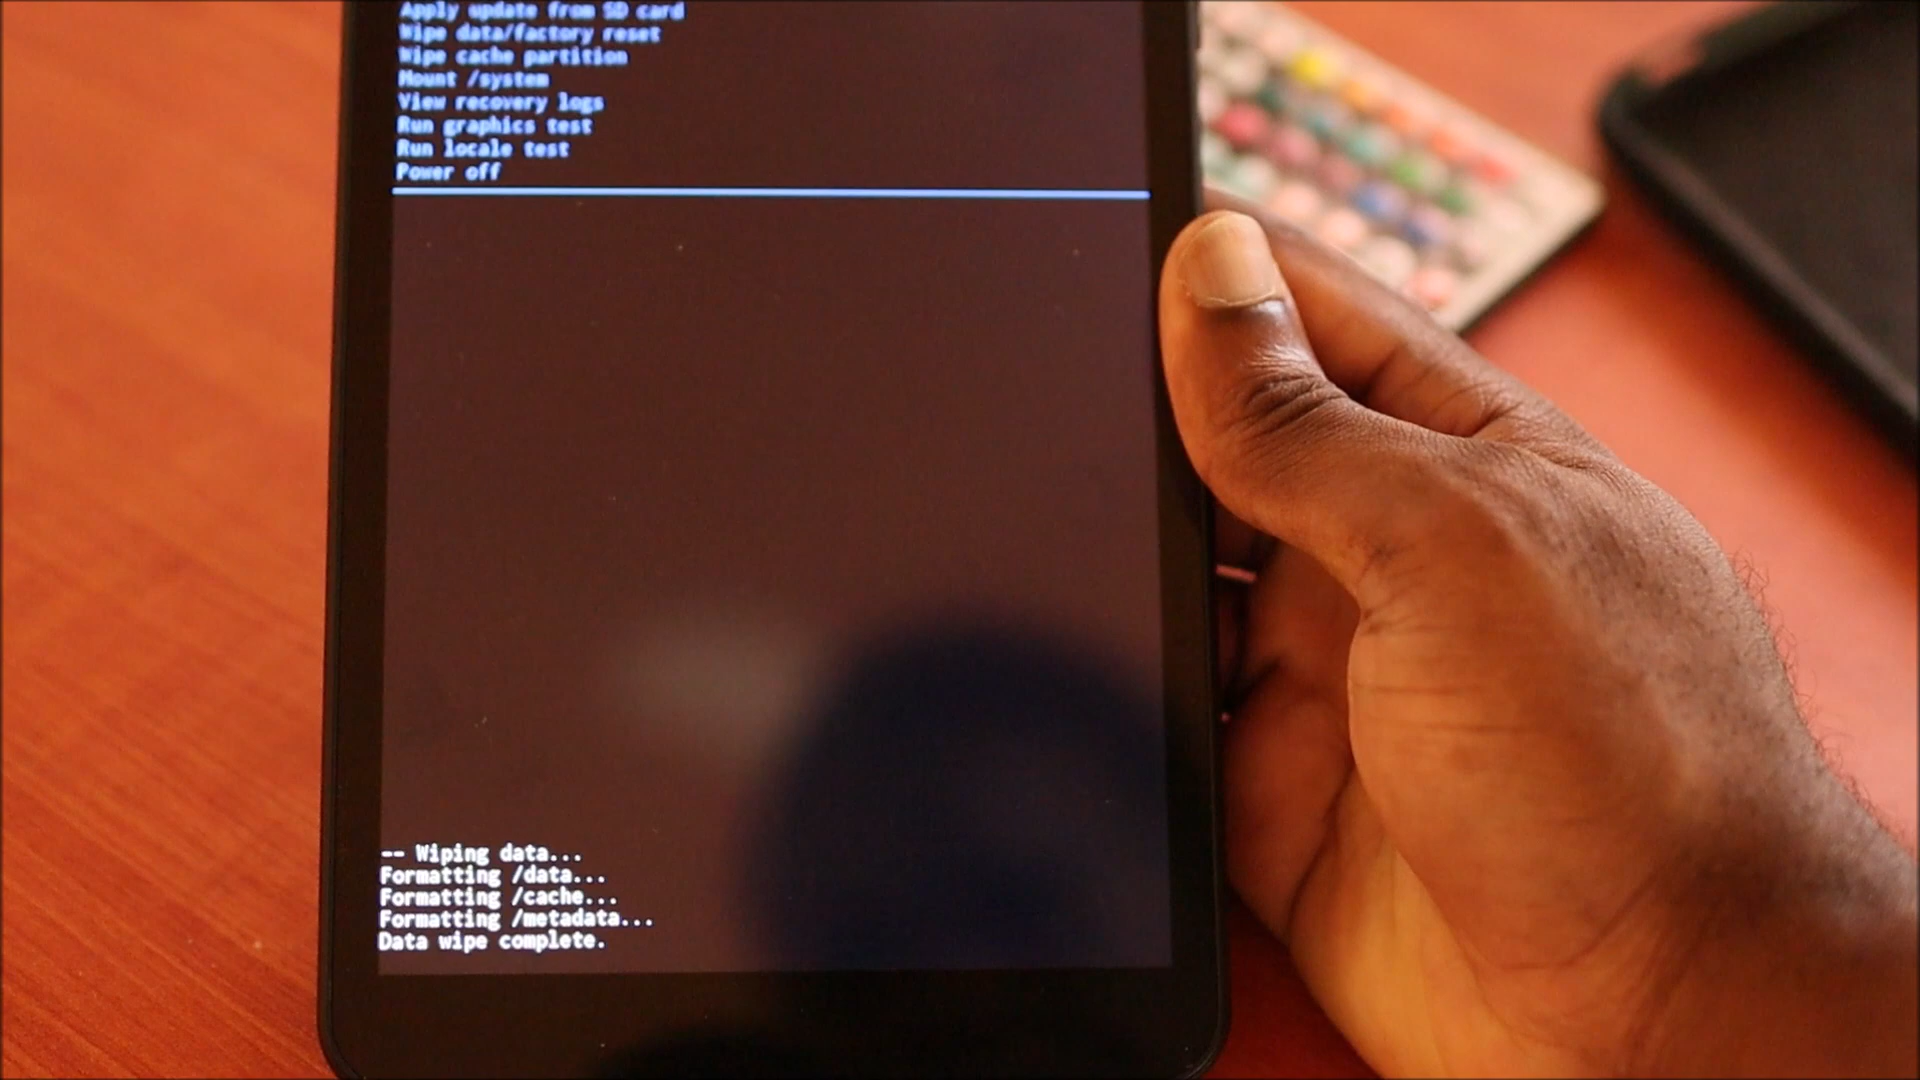 Apply update from SD card
Wipe data/factory reset
Wipe cache partition
Mount /system
View recovery logs
Run graphics test
Run locale test
Power off
-- Wiping data...
Formatting /data...
Formatting /cache...
Formatting /metadata...
Data wipe complete.